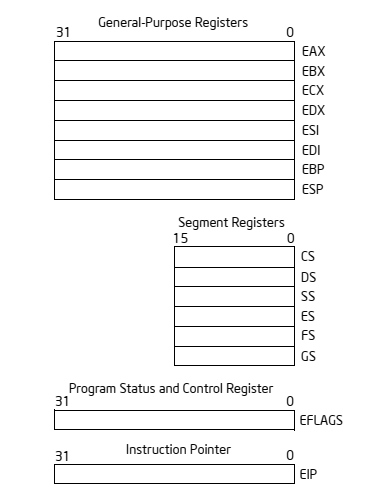 General-Purpose Registers
31 0
EAX
EBX
ECX
EDX
ESI
EDI
EBP
ESP
Segment Registers
15 0
CS
DS
SS
ES
FS
GS
Program Status and Control Register
31 0
EFLAGS
Instruction Pointer
31 0
EIP